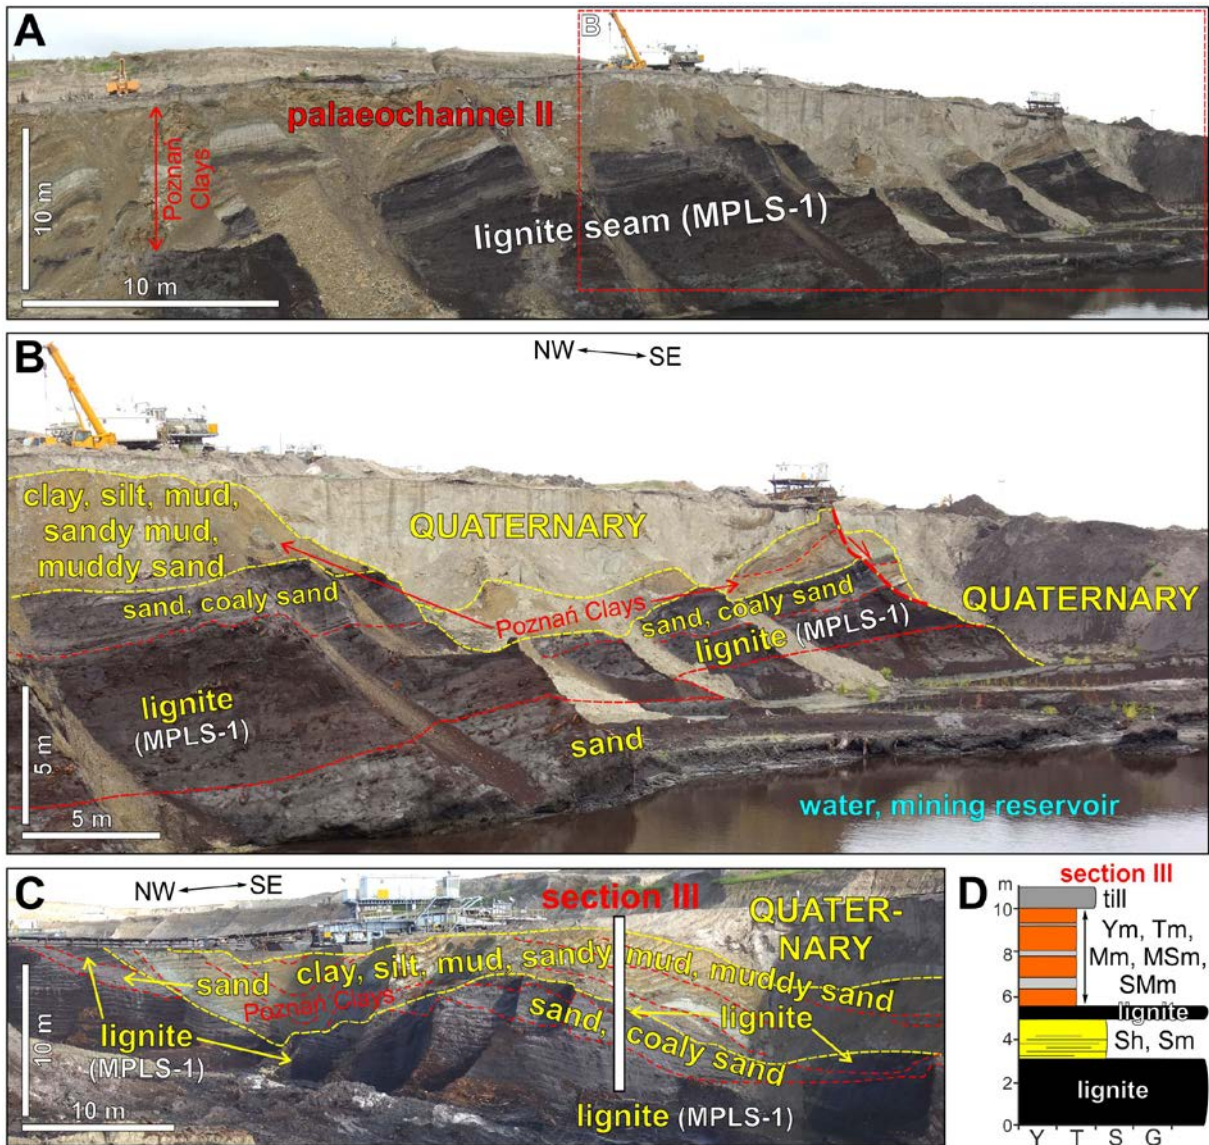 A
B
palaeochannel II
Poznań
Clays
lignite seam (MPLS-1)
10 m
10 m
B
NW SE
clay, silt, mud,
sandy mud,
muddy sand
QUATERNARY
sand, coaly sand
Poznań Clays
sand, coaly sand
lignite (MPLS-1)
QUATERNARY
lignite
(MPLS-1)
sand
5 m
5 m
water, mining reservoir
C
NW SE
section III
QUATER-
NARY
sand
clay, silt, mud, sandy mud, muddy sand
Poznań Clays
lignite
(MPLS-1)
sand, coaly sand
lignite
lignite (MPLS-1)
10 m
10 m
D
section III
m
till
10
Ym, Tm,
Mm, MSm,
SMm
8
6
lignite
4
Sh, Sm
2
lignite
0
Y T S G